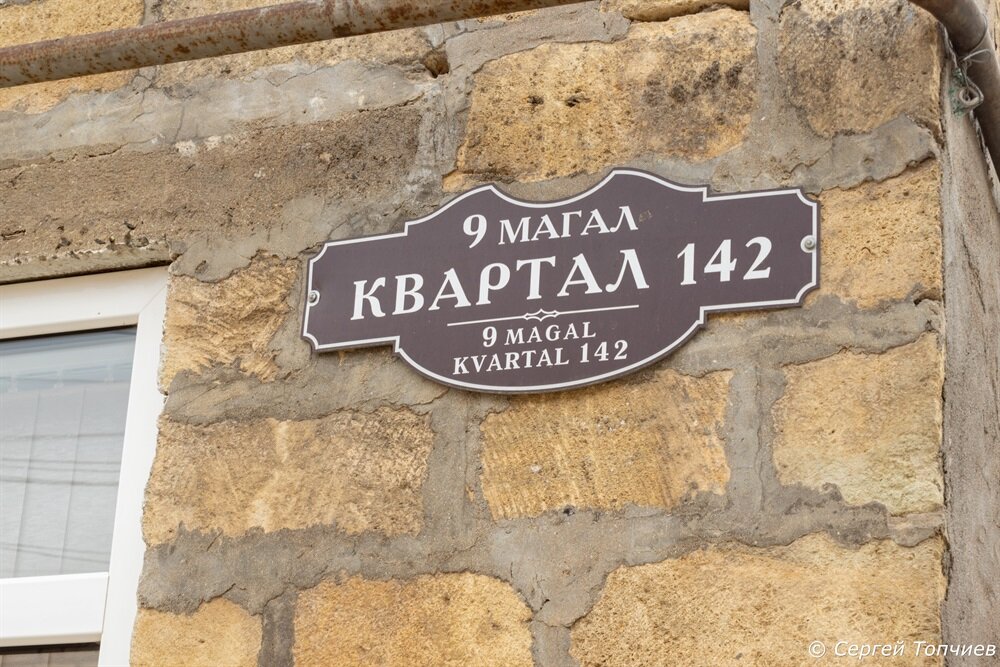 9 МАГАЛ
КВАРТАЛ 142
9 MAGAL
KVARTAL 142
© Сергей Топчиев